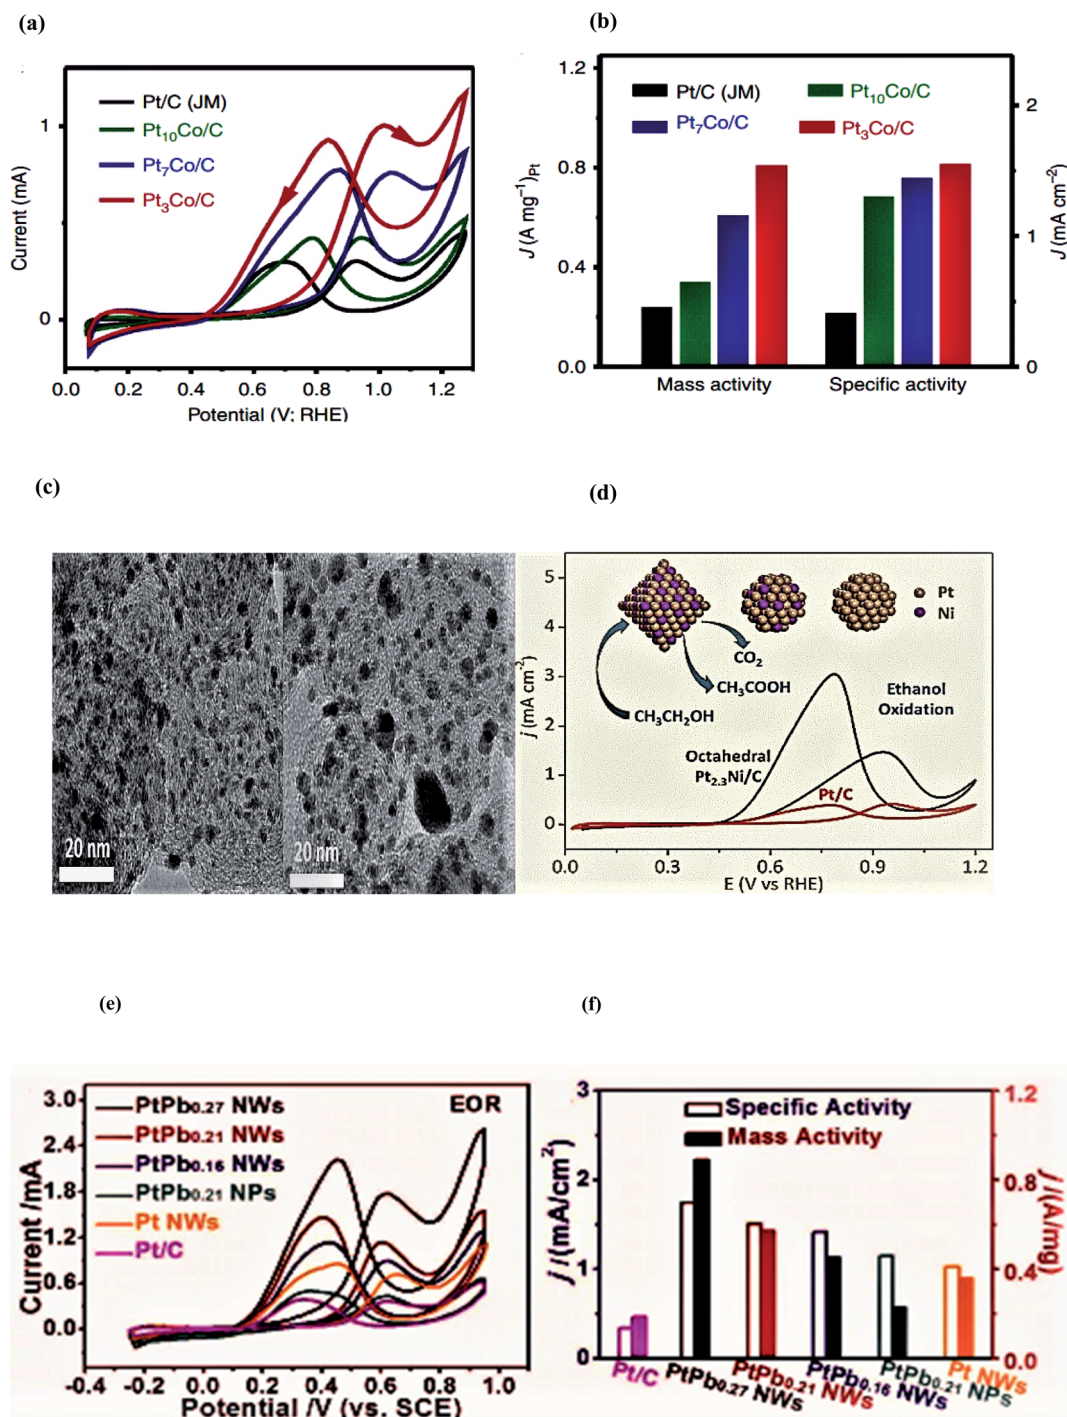 (a)
(b)
Current (mA)
1
0
Pt/C (JM)
Pt10Co/C
Pt7Co/C
Pt3Co/C
0.0 0.2 0.4 0.6 0.8 1.0 1.2
Potential (V; RHE)
J (A mg−1)Pt
1.2
0.8
0.4
0.0
Pt/C (JM)
Pt10Co/C
Pt7Co/C
Pt3Co/C
2
1
0
J (mA cm−2)
Mass activity
Specific activity
(c)
(d)
20 nm
20 nm
j (mA cm-2)
5
4
3
2
1
0
Pt
Ni
CO2
CH3COOH
CH3CH2OH
Ethanol
Oxidation
Octahedral
Pt2.3Ni/C
Pt/C
0.0 0.3 0.6 0.9 1.2
E (V vs RHE)
(e)
(f)
Current /mA
3.0
2.4
1.8
1.2
0.6
0.0
PtPb0.27 NWs
PtPb0.21 NWs
PtPb0.16 NWs
PtPb0.21 NPs
Pt NWs
Pt/C
EOR
-0.4 -0.2 0.0 0.2 0.4 0.6 0.8 1.0
Potential /V (vs. SCE)
j /(mA/cm2)
3
2
1
0
Specific Activity
Mass Activity
1.2
0.8
0.4
0.0
j /(A/mg)
Pt/C
PtPb0.27 NWs
PtPb0.21 NWs
PtPb0.16 NWs
PtPb0.21 NPs
Pt NWs